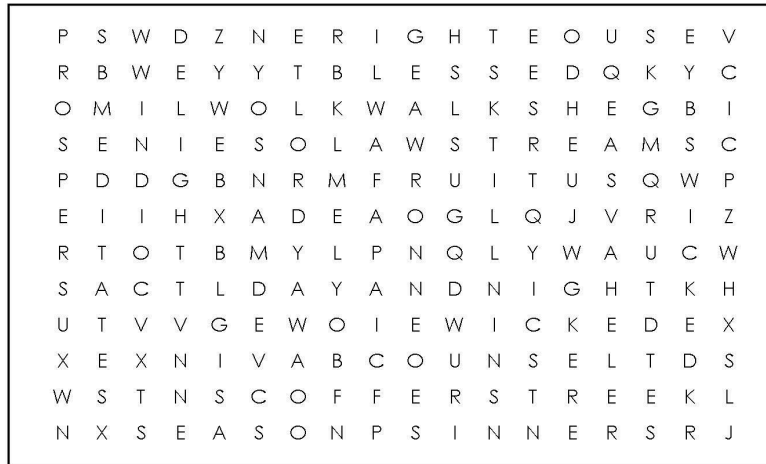 P S W D Z N E R I G H T E O U S E V
R B W E Y Y T B L E S S E D Q K Y C
O M I L W O L K W A L K S H E G B I
S E N I E S O L A W S T R E A M S C
P D D G B N R M F R U I T U S Q W P
E I I H X A D E A O G L Q J V R I Z
R T O T B M Y L P N Q L Y W A U C W
S A C T L D A Y A N D N I G H T K H
U T V V G E W O I E W I C K E D E X
X E X N I V A B C O U N S E L T D S
W S T N S C O F F E R S T R E E K L
N X S E A S O N P S I N N E R S R J